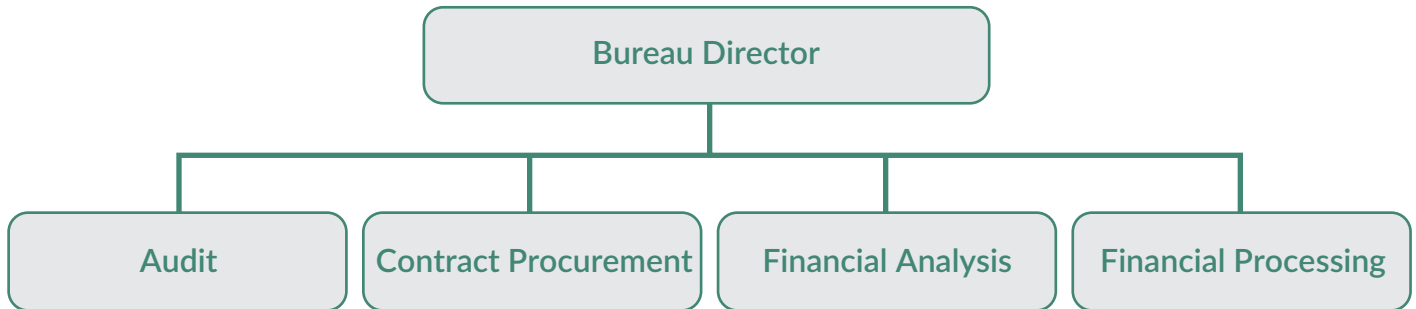 Bureau Director
Audit
Contract Procurement
Financial Analysis
Financial Processing